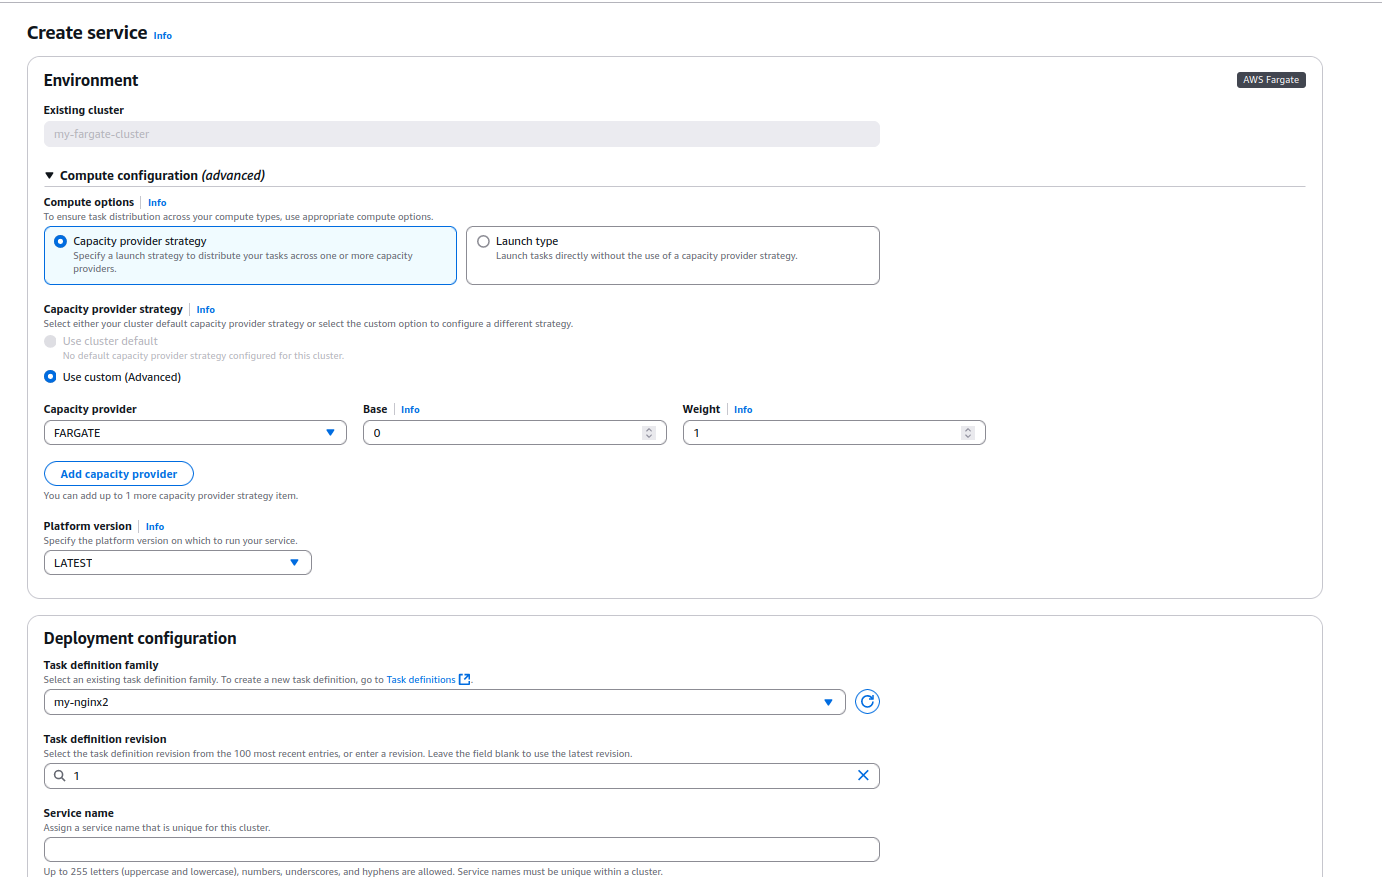 Create service Info
Environment
AWS Fargate
Existing cluster
my-fargate-cluster
Compute configuration (advanced)
Compute options Info
To ensure task distribution across your compute types, use appropriate compute options.
Capacity provider strategy
Specify a launch strategy to distribute your tasks across one or more capacity
providers.
Launch type
Launch tasks directly without the use of a capacity provider strategy.
Capacity provider strategy Info
Select either your cluster default capacity provider strategy or select the custom option to configure a different strategy.
Use cluster default
No default capacity provider strategy configured for this cluster.
Use custom (Advanced)
Capacity provider
Base Info
Weight Info
FARGATE
0
1
Add capacity provider
You can add up to 1 more capacity provider strategy item.
Platform version Info
Specify the platform version on which to run your service.
LATEST
Deployment configuration
Task definition family
Select an existing task definition family. To create a new task definition, go to Task definitions.
my-nginx2
Task definition revision
Select the task definition revision from the 100 most recent entries, or enter a revision. Leave the field blank to use the latest revision.
1
Service name
Assign a service name that is unique for this cluster.
Up to 255 letters (uppercase and lowercase), numbers, underscores, and hyphens are allowed. Service names must be unique within a cluster.